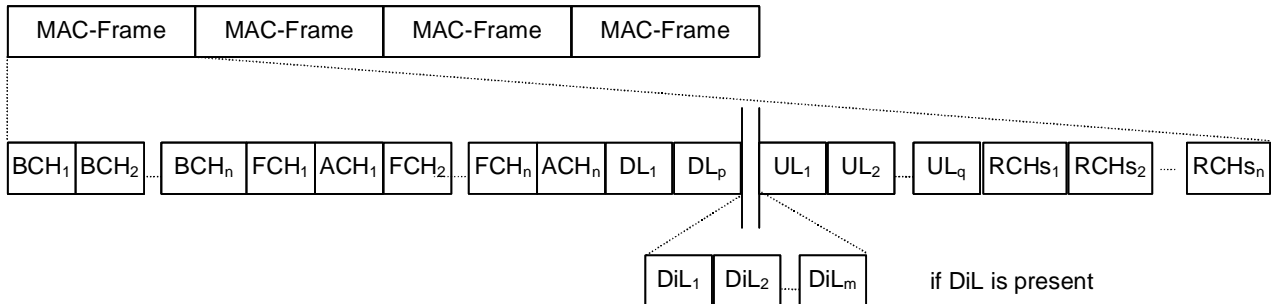 MAC-Frame MAC-Frame MAC-Frame MAC-Frame
BCH₁ BCH₂ ..... BCHₙ FCH₁ ACH₁ FCH₂ ..... FCHₙ ACHₙ DL₁ DLₚ UL₁ UL₂ ..... UL_q RCHs₁ RCHs₂ ..... RCHsₙ
DiL₁ DiL₂ ..... DiLₘ if DiL is present